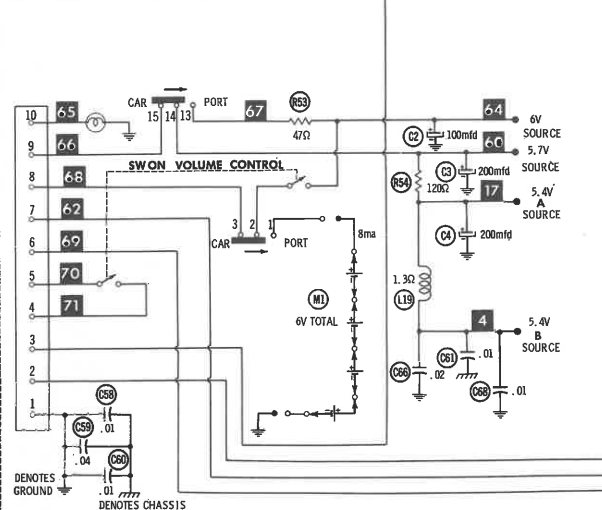 CAR
PORT
15 14 13
67
R53
47Ω
64
6V
SOURCE
10
65
C2
100mfd
60
5.7V
SOURCE
9
66
SW ON VOLUME CONTROL
C3
200mfd
8
68
R54
120Ω
17
5.4V
A
SOURCE
7
62
3 2 1
CAR
PORT
8ma
C4
200mfd
6
69
5
70
1.3Ω
L19
M1
6V TOTAL
4
71
4
5.4V
B
SOURCE
3
C61
.01
C66
.02
C68
.01
2
1
C58
.01
C59
.04
C60
.01
DENOTES
GROUND
DENOTES CHASSIS